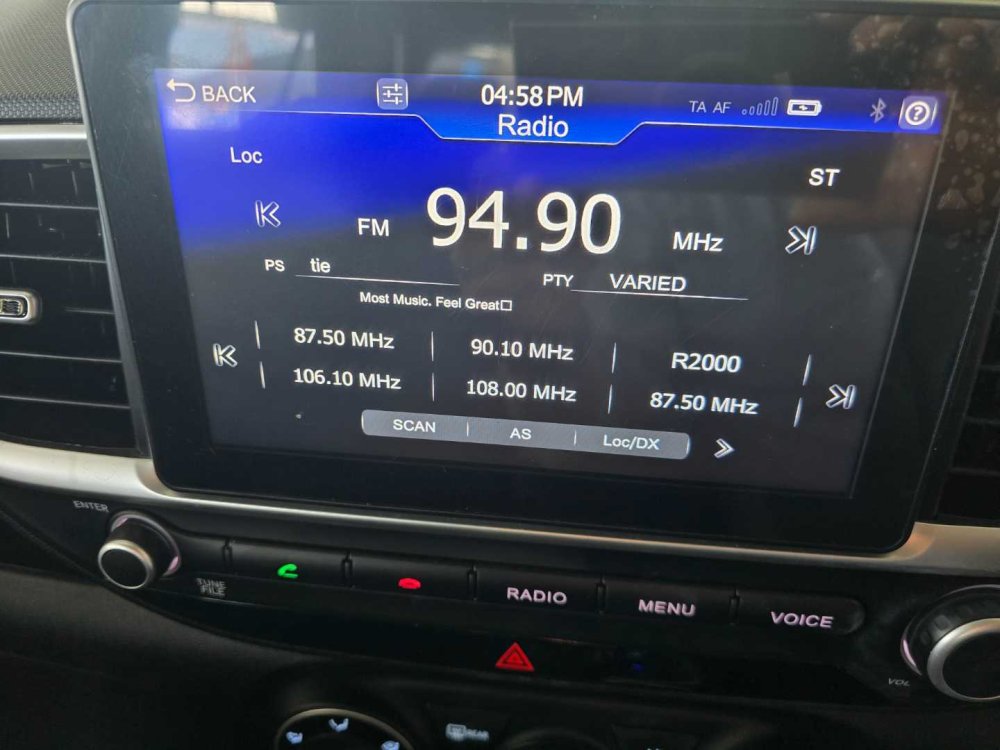 BACK
04:58 PM
TA AF
Radio
Loc
ST
FM 94.90 MHz
PS tie
PTY VARIED
Most Music. Feel Great□
87.50 MHz 90.10 MHz R2000
106.10 MHz 108.00 MHz 87.50 MHz
SCAN AS Loc/DX
ENTER
TUNE
FILE
RADIO MENU VOICE
VOL
REAR